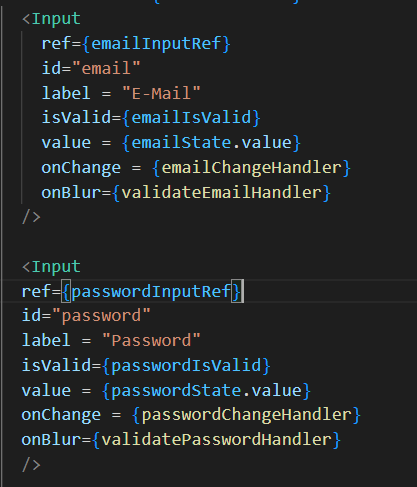 <Input
ref={emailInputRef}
id="email"
label = "E-Mail"
isValid={emailIsValid}
value = {emailState.value}
onChange = {emailChangeHandler}
onBlur={validateEmailHandler}
/>
<Input
ref={passwordInputRef}
id="password"
label = "Password"
isValid={passwordIsValid}
value = {passwordState.value}
onChange = {passwordChangeHandler}
onBlur={validatePasswordHandler}
/>